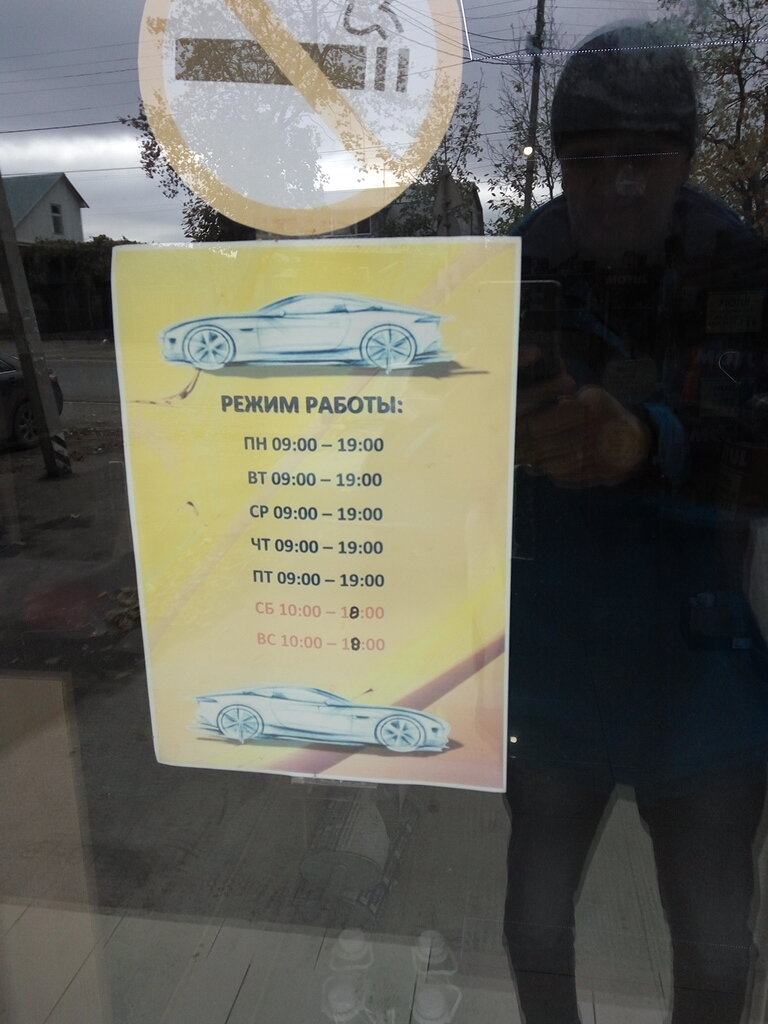 РЕЖИМ РАБОТЫ:
ПН 09:00 – 19:00
ВТ 09:00 – 19:00
СР 09:00 – 19:00
ЧТ 09:00 – 19:00
ПТ 09:00 – 19:00
СБ 10:00 – 18:00
ВС 10:00 – 18:00